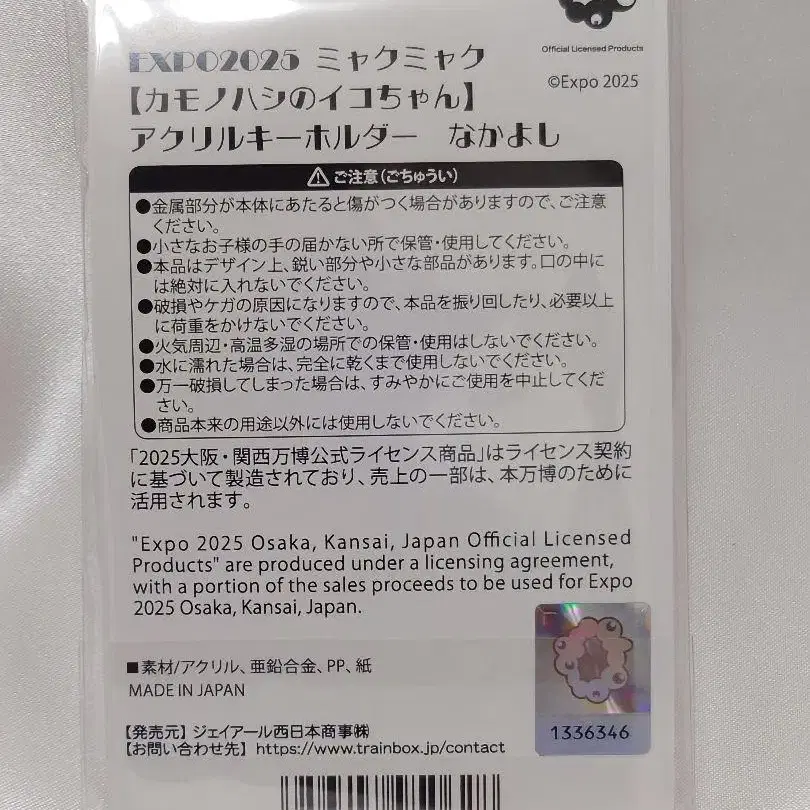 Official Licensed Products
©Expo 2025
EXPO2025 ミャクミャク
【カモノハシのイコちゃん】
アクリルキーホルダー なかよし
ご注意(ごちゅうい)
●金属部分が本体にあたると傷がつく場合がありますので、ご注意
ください。
●小さなお子様の手の届かない所で保管・使用してください。
●本品はデザイン上、鋭い部分や小さな部品があります。口の中に
は絶対に入れないでください。
●破損やケガの原因になりますので、本品を振り回したり、必要以上
に荷重をかけないでください。
●火気周辺・高温多湿の場所での保管・使用はしないでください。
●水に濡れた場合は、完全に乾くまで使用しないでください。
●万一破損してしまった場合は、すみやかにご使用を中止してくだ
さい。
●商品本来の用途以外には使用しないでください。
「2025大阪・関西万博公式ライセンス商品」はライセンス契約
に基づいて製造されており、売上の一部は、本万博のために
活用されます。
"Expo 2025 Osaka, Kansai, Japan Official Licensed
Products" are produced under a licensing agreement,
with a portion of the sales proceeds to be used for Expo
2025 Osaka, Kansai, Japan.
■素材/アクリル、亜鉛合金、PP、紙
MADE IN JAPAN
1336346
【発売元】ジェイアール西日本商事㈱
【お問い合わせ先】https://www.trainbox.jp/contact